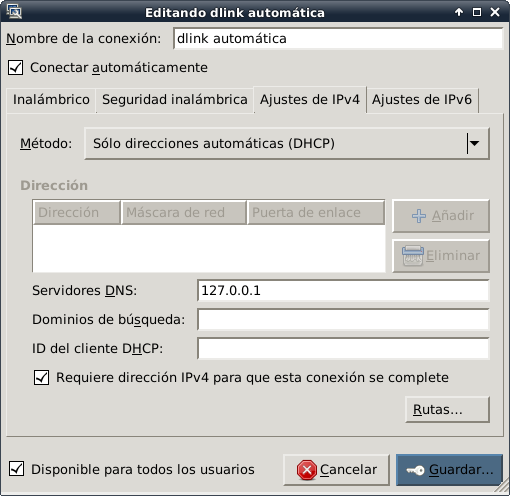 Editando dlink automática
Nombre de la conexión: dlink automática
Conectar automáticamente
Inalámbrico Seguridad inalámbrica Ajustes de IPv4 Ajustes de IPv6
Método: Sólo direcciones automáticas (DHCP)
Dirección
Dirección Máscara de red Puerta de enlace
Añadir
Eliminar
Servidores DNS: 127.0.0.1
Dominios de búsqueda:
ID del cliente DHCP:
Requiere dirección IPv4 para que esta conexión se complete
Rutas...
Disponible para todos los usuarios Cancelar Guardar...